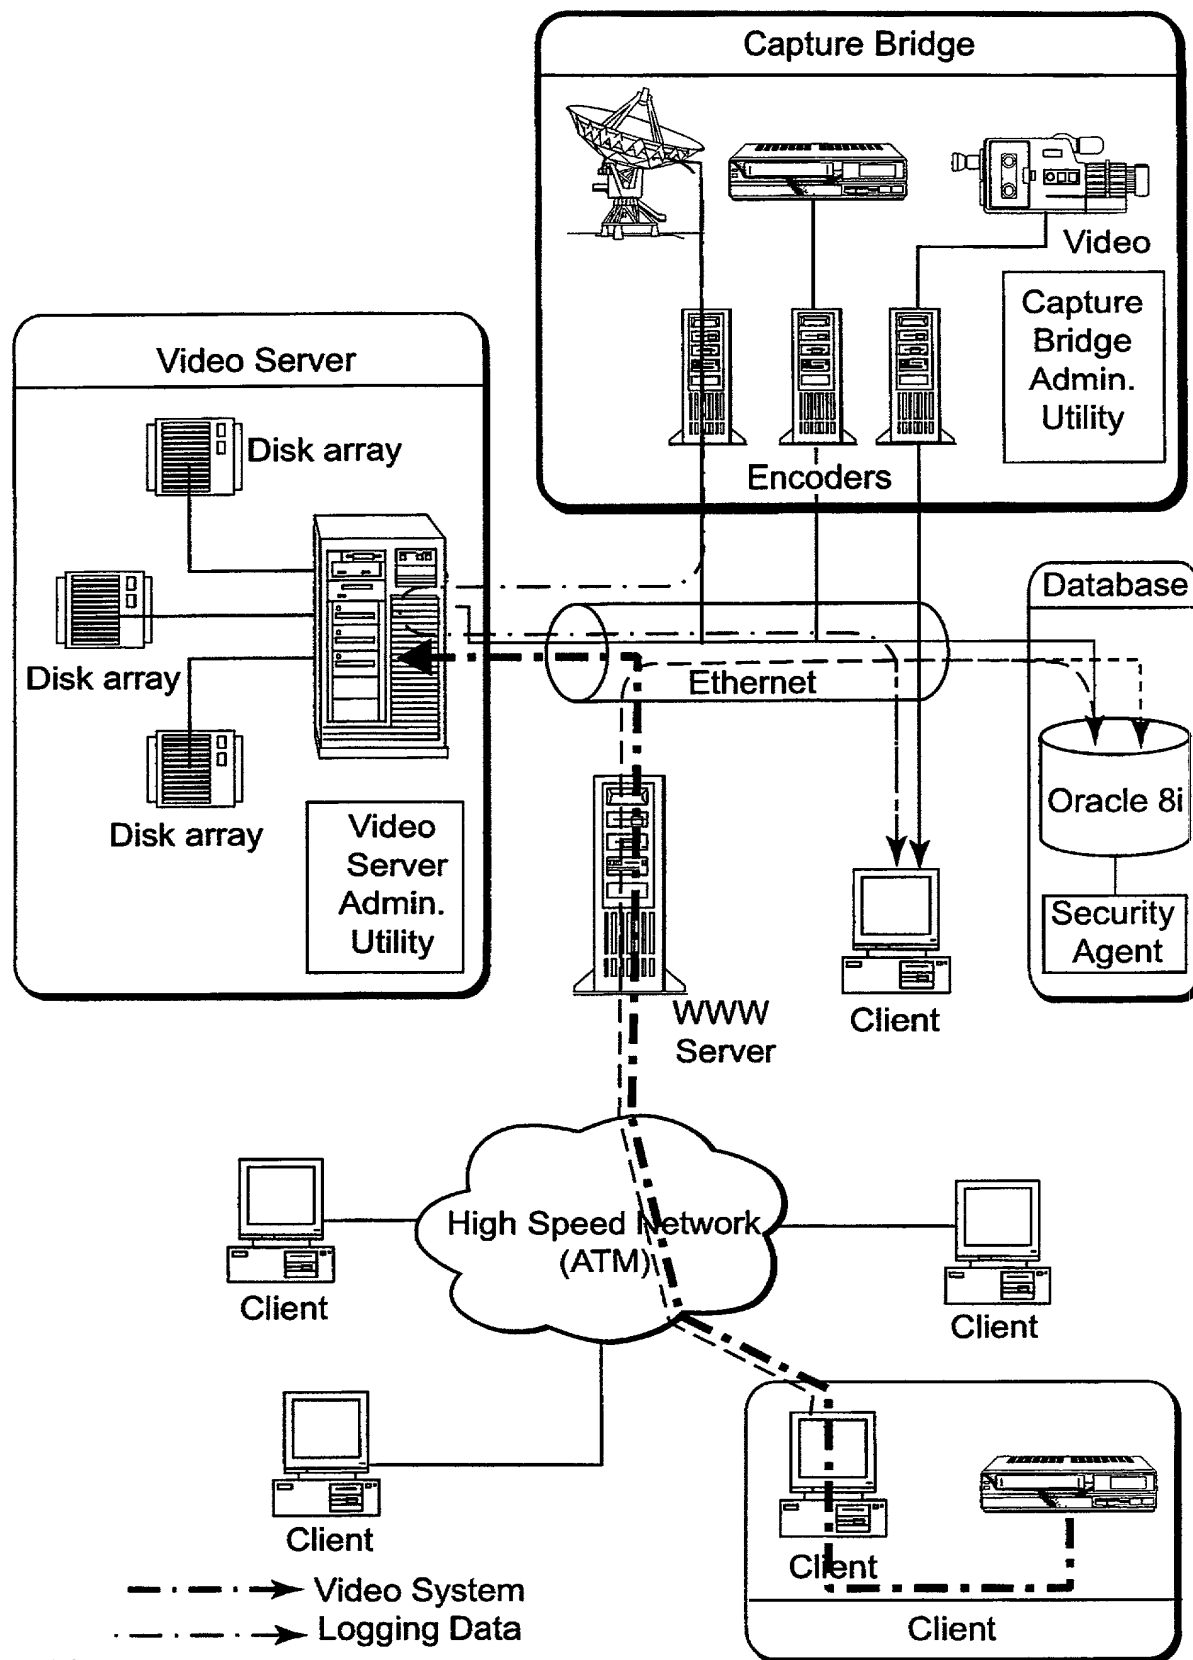 Capture Bridge
Video
Capture
Bridge
Admin.
Utility
Encoders
Video Server
Disk array
Disk array
Disk array
Video
Server
Admin.
Utility
Ethernet
Database
Oracle 8i
Security
Agent
Client
WWW
Server
High Speed Network
(ATM)
Client
Client
Client
Client
Client
Video System
Logging Data